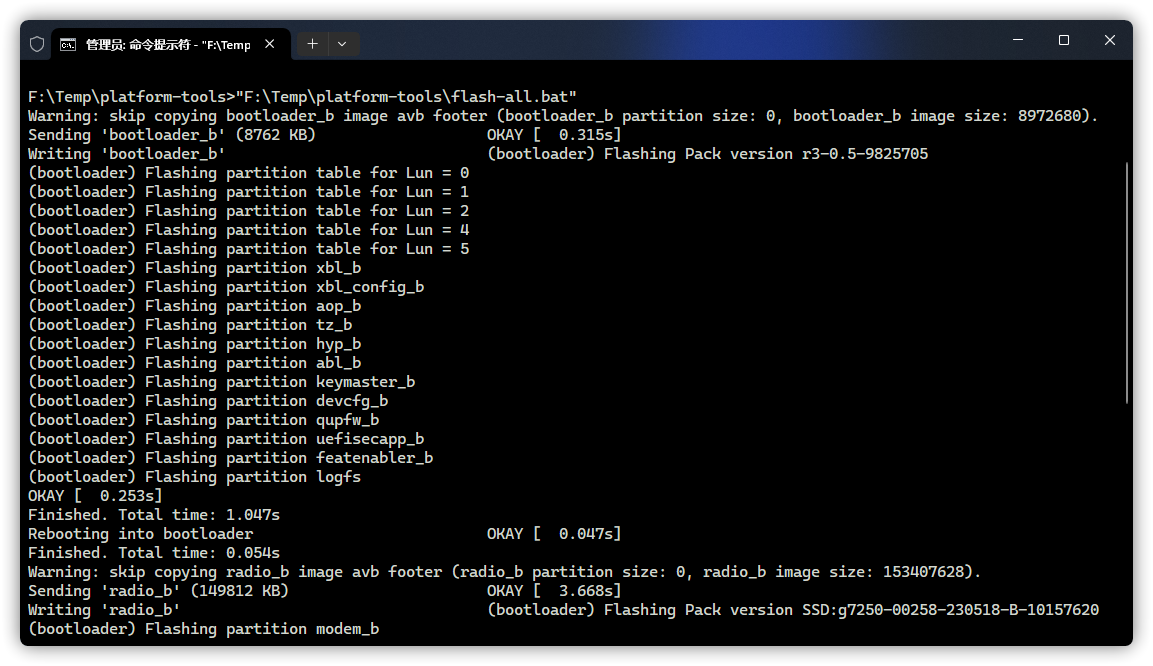 管理员: 命令提示符 - "F:\Temp
F:\Temp\platform-tools>"F:\Temp\platform-tools\flash-all.bat"
Warning: skip copying bootloader_b image avb footer (bootloader_b partition size: 0, bootloader_b image size: 8972680).
Sending 'bootloader_b' (8762 KB)                   OKAY [  0.315s]
Writing 'bootloader_b'                             (bootloader) Flashing Pack version r3-0.5-9825705
(bootloader) Flashing partition table for Lun = 0
(bootloader) Flashing partition table for Lun = 1
(bootloader) Flashing partition table for Lun = 2
(bootloader) Flashing partition table for Lun = 4
(bootloader) Flashing partition table for Lun = 5
(bootloader) Flashing partition xbl_b
(bootloader) Flashing partition xbl_config_b
(bootloader) Flashing partition aop_b
(bootloader) Flashing partition tz_b
(bootloader) Flashing partition hyp_b
(bootloader) Flashing partition abl_b
(bootloader) Flashing partition keymaster_b
(bootloader) Flashing partition devcfg_b
(bootloader) Flashing partition qupfw_b
(bootloader) Flashing partition uefisecapp_b
(bootloader) Flashing partition featenabler_b
(bootloader) Flashing partition logfs
OKAY [  0.253s]
Finished. Total time: 1.047s
Rebooting into bootloader                          OKAY [  0.047s]
Finished. Total time: 0.054s
Warning: skip copying radio_b image avb footer (radio_b partition size: 0, radio_b image size: 153407628).
Sending 'radio_b' (149812 KB)                      OKAY [  3.668s]
Writing 'radio_b'                                  (bootloader) Flashing Pack version SSD:g7250-00258-230518-B-10157620
(bootloader) Flashing partition modem_b